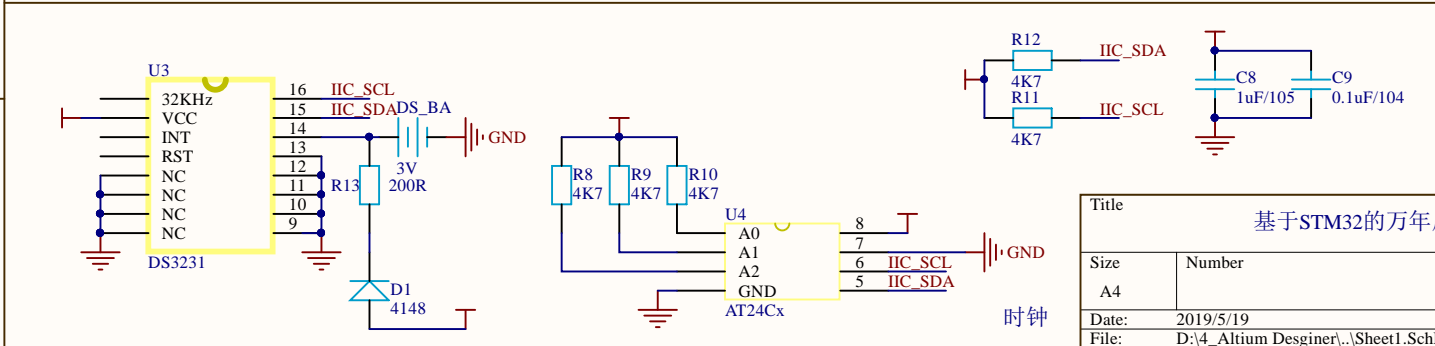 U3
32KHz
VCC
INT
RST
NC
NC
NC
NC
DS3231
16
15
14
13
12
11
10
9
IIC_SCL
IIC_SDA
DS_BA
3V
GND
R13
200R
D1
4148
R8
4K7
R9
4K7
R10
4K7
U4
A0
A1
A2
GND
AT24Cx
8
7
6
5
GND
IIC_SCL
IIC_SDA
R12
4K7
IIC_SDA
R11
4K7
IIC_SCL
C8
1uF/105
C9
0.1uF/104
时钟
Title
基于STM32的万年
Size
Number
A4
Date:
2019/5/19
File:
D:\4_Altium Desginer\..\Sheet1.Sch